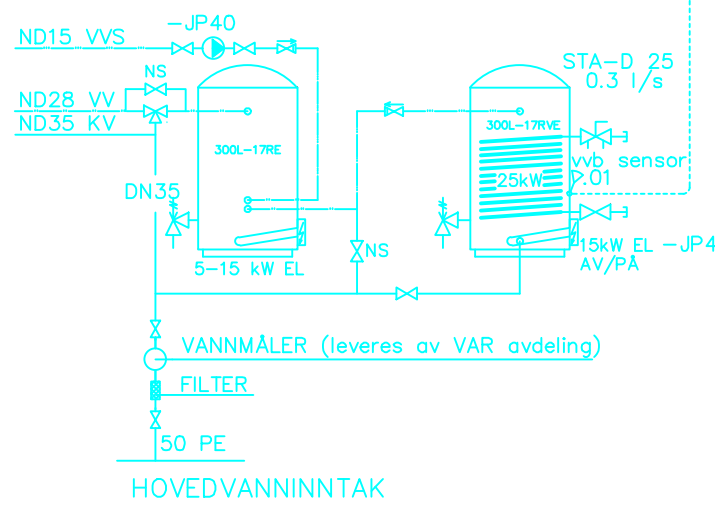 -JP40
ND15 VVS
NS
ND28 VV
ND35 KV
300L-17RE
DN35
5-15 kW EL
NS
STA-D 25
0.3 l/s
300L-17RVE
25kW
vvb sensor
.01
15kW EL -JP4
AV/PÅ
VANNMÅLER (leveres av VAR avdeling)
FILTER
50 PE
HOVEDVANNINNTAK